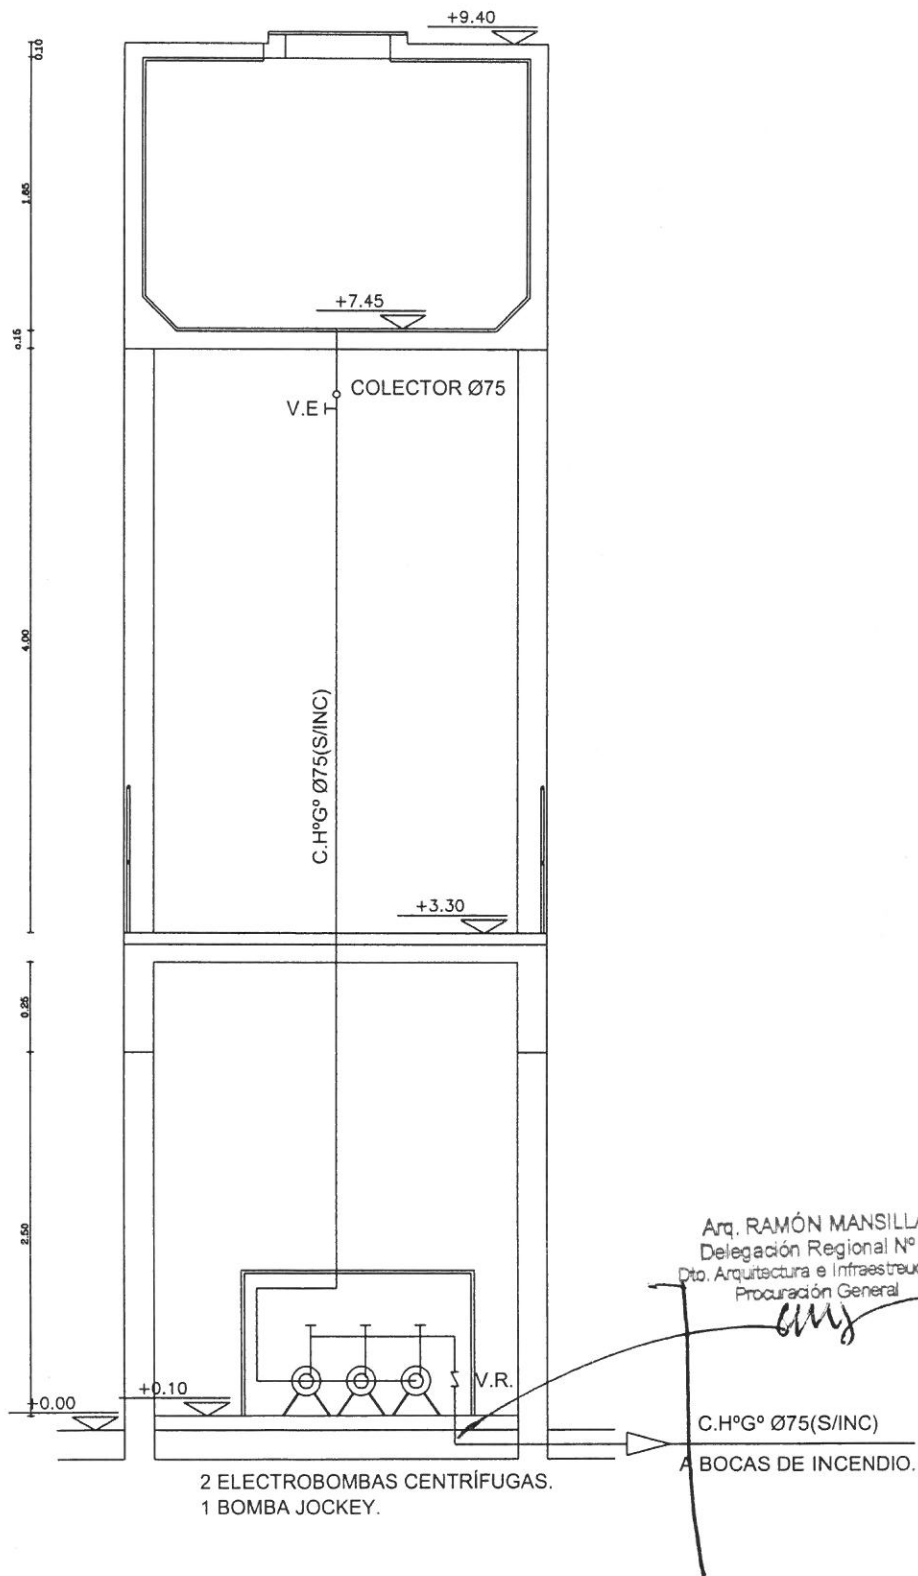 +9.40
0.10
1.85
+7.45
0.15
COLECTOR Ø75
V.E
4.00
C.HºGº Ø75(S/INC)
+3.30
0.25
2.50
Arq. RAMÓN MANSILLA
Delegación Regional Nº
Dto. Arquitectura e Infraestruc
Procuración General
+0.00
+0.10
V.R.
C.HºGº Ø75(S/INC)
A BOCAS DE INCENDIO.
2 ELECTROBOMBAS CENTRÍFUGAS.
1 BOMBA JOCKEY.